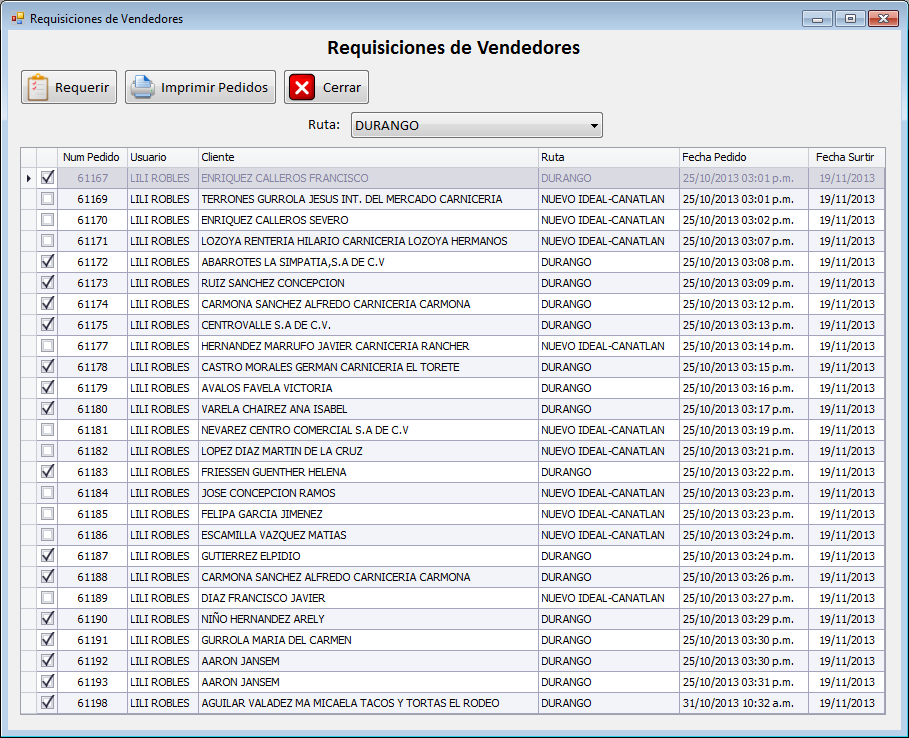 Requisiciones de Vendedores
Requisiciones de Vendedores
Requerir Imprimir Pedidos Cerrar
Ruta: DURANGO
Num Pedido Usuario Cliente Ruta Fecha Pedido Fecha Surtir
61167 LILI ROBLES ENRIQUEZ CALLEROS FRANCISCO DURANGO 25/10/2013 03:01 p.m. 19/11/2013
61169 LILI ROBLES TERRONES GURROLA JESUS INT. DEL MERCADO CARNICERIA NUEVO IDEAL-CANATLAN 25/10/2013 03:01 p.m. 19/11/2013
61170 LILI ROBLES ENRIQUEZ CALLEROS SEVERO DURANGO 25/10/2013 03:02 p.m. 19/11/2013
61171 LILI ROBLES LOZOYA RENTERIA HILARIO CARNICERIA LOZOYA HERMANOS NUEVO IDEAL-CANATLAN 25/10/2013 03:07 p.m. 19/11/2013
61172 LILI ROBLES ABARROTES LA SIMPATIA,S.A DE C.V DURANGO 25/10/2013 03:08 p.m. 19/11/2013
61173 LILI ROBLES RUIZ SANCHEZ CONCEPCION DURANGO 25/10/2013 03:09 p.m. 19/11/2013
61174 LILI ROBLES CARMONA SANCHEZ ALFREDO CARNICERIA CARMONA DURANGO 25/10/2013 03:12 p.m. 19/11/2013
61175 LILI ROBLES CENTROVALLE S.A DE C.V. DURANGO 25/10/2013 03:13 p.m. 19/11/2013
61177 LILI ROBLES HERNANDEZ MARRUFO JAVIER CARNICERIA RANCHER NUEVO IDEAL-CANATLAN 25/10/2013 03:14 p.m. 19/11/2013
61178 LILI ROBLES CASTRO MORALES GERMAN CARNICERIA EL TORETE DURANGO 25/10/2013 03:15 p.m. 19/11/2013
61179 LILI ROBLES AVALOS FAVELA VICTORIA DURANGO 25/10/2013 03:16 p.m. 19/11/2013
61180 LILI ROBLES VARELA CHAIREZ ANA ISABEL DURANGO 25/10/2013 03:17 p.m. 19/11/2013
61181 LILI ROBLES NEVAREZ CENTRO COMERCIAL S.A DE C.V NUEVO IDEAL-CANATLAN 25/10/2013 03:19 p.m. 19/11/2013
61182 LILI ROBLES LOPEZ DIAZ MARTIN DE LA CRUZ NUEVO IDEAL-CANATLAN 25/10/2013 03:21 p.m. 19/11/2013
61183 LILI ROBLES FRIESSEN GUENTHER HELENA DURANGO 25/10/2013 03:22 p.m. 19/11/2013
61184 LILI ROBLES JOSE CONCEPCION RAMOS NUEVO IDEAL-CANATLAN 25/10/2013 03:23 p.m. 19/11/2013
61185 LILI ROBLES FELIPA GARCIA JIMENEZ NUEVO IDEAL-CANATLAN 25/10/2013 03:23 p.m. 19/11/2013
61186 LILI ROBLES ESCAMILLA VAZQUEZ MATIAS NUEVO IDEAL-CANATLAN 25/10/2013 03:24 p.m. 19/11/2013
61187 LILI ROBLES GUTIERREZ ELPIDIO DURANGO 25/10/2013 03:24 p.m. 19/11/2013
61188 LILI ROBLES CARMONA SANCHEZ ALFREDO CARNICERIA CARMONA DURANGO 25/10/2013 03:26 p.m. 19/11/2013
61189 LILI ROBLES DIAZ FRANCISCO JAVIER NUEVO IDEAL-CANATLAN 25/10/2013 03:27 p.m. 19/11/2013
61190 LILI ROBLES NIÑO HERNANDEZ ARELY DURANGO 25/10/2013 03:29 p.m. 19/11/2013
61191 LILI ROBLES GURROLA MARIA DEL CARMEN DURANGO 25/10/2013 03:30 p.m. 19/11/2013
61192 LILI ROBLES AARON JANSEM DURANGO 25/10/2013 03:30 p.m. 19/11/2013
61193 LILI ROBLES AARON JANSEM DURANGO 25/10/2013 03:31 p.m. 19/11/2013
61198 LILI ROBLES AGUILAR VALADEZ MA MICAELA TACOS Y TORTAS EL RODEO DURANGO 31/10/2013 10:32 a.m. 19/11/2013